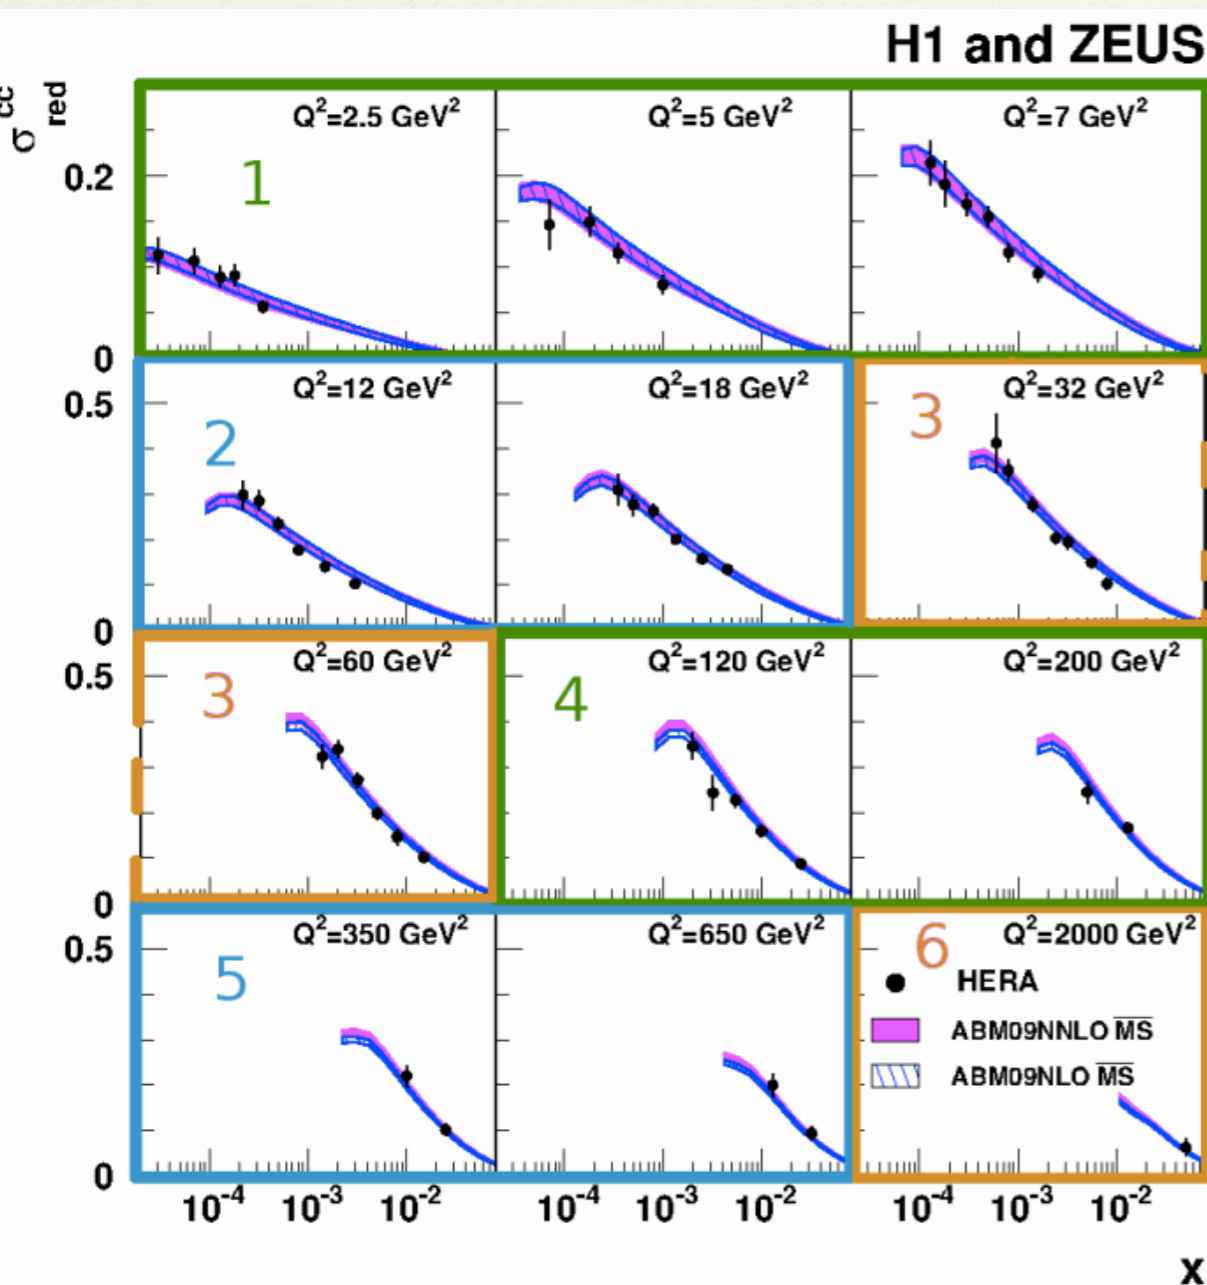 H1 and ZEUS
σ red cc
Q²=2.5 GeV²
Q²=5 GeV²
Q²=7 GeV²
0.2
1
0
Q²=12 GeV²
Q²=18 GeV²
Q²=32 GeV²
0.5
2
3
0
Q²=60 GeV²
Q²=120 GeV²
Q²=200 GeV²
0.5
3
4
0
Q²=350 GeV²
Q²=650 GeV²
Q²=2000 GeV²
0.5
5
6
HERA
ABM09NNLO M̅S̅
ABM09NLO M̅S̅
0
10⁻⁴ 10⁻³ 10⁻² 10⁻⁴ 10⁻³ 10⁻² 10⁻⁴ 10⁻³ 10⁻²
x